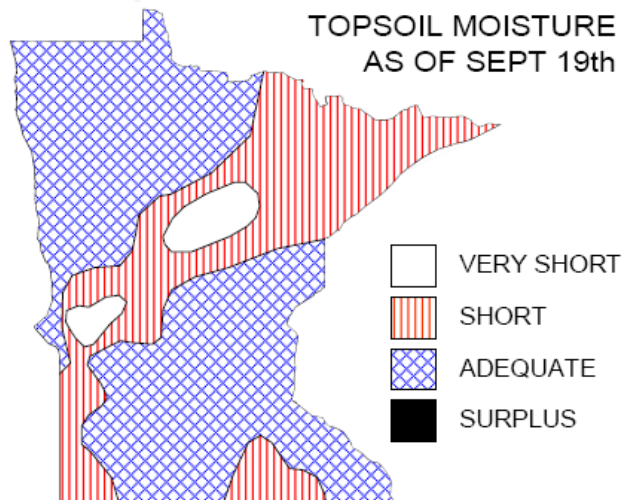 TOPSOIL MOISTURE
AS OF SEPT 19th
VERY SHORT
SHORT
ADEQUATE
SURPLUS